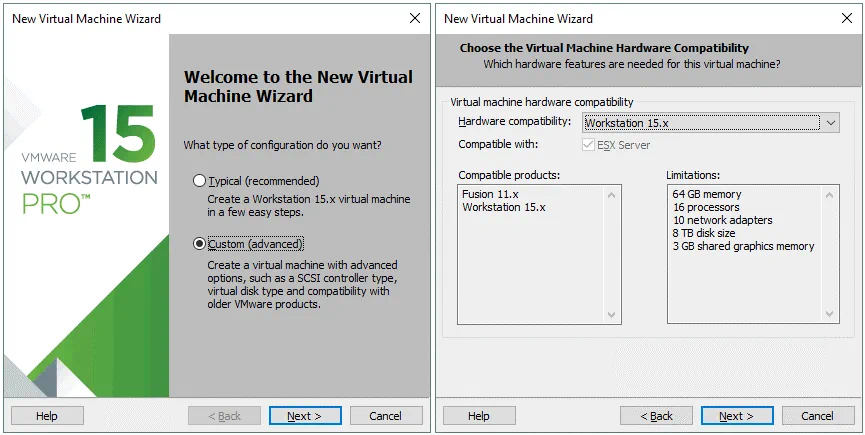 New Virtual Machine Wizard
VMWARE 15
WORKSTATION
PRO™
Welcome to the New Virtual
Machine Wizard
What type of configuration do you want?
Typical (recommended)
Create a Workstation 15.x virtual machine
in a few easy steps.
Custom (advanced)
Create a virtual machine with advanced
options, such as a SCSI controller type,
virtual disk type and compatibility with
older VMware products.
Help
< Back
Next >
Cancel
New Virtual Machine Wizard
Choose the Virtual Machine Hardware Compatibility
Which hardware features are needed for this virtual machine?
Virtual machine hardware compatibility
Hardware compatibility: Workstation 15.x
Compatible with: ESX Server
Compatible products:
Fusion 11.x
Workstation 15.x
Limitations:
64 GB memory
16 processors
10 network adapters
8 TB disk size
3 GB shared graphics memory
Help
< Back
Next >
Cancel